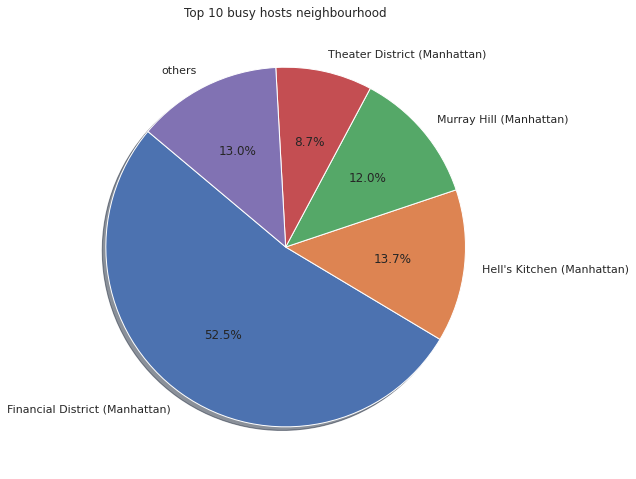 Top 10 busy hosts neighbourhood
Theater District (Manhattan)
others
Murray Hill (Manhattan)
8.7%
13.0%
12.0%
13.7%
Hell's Kitchen (Manhattan)
52.5%
Financial District (Manhattan)